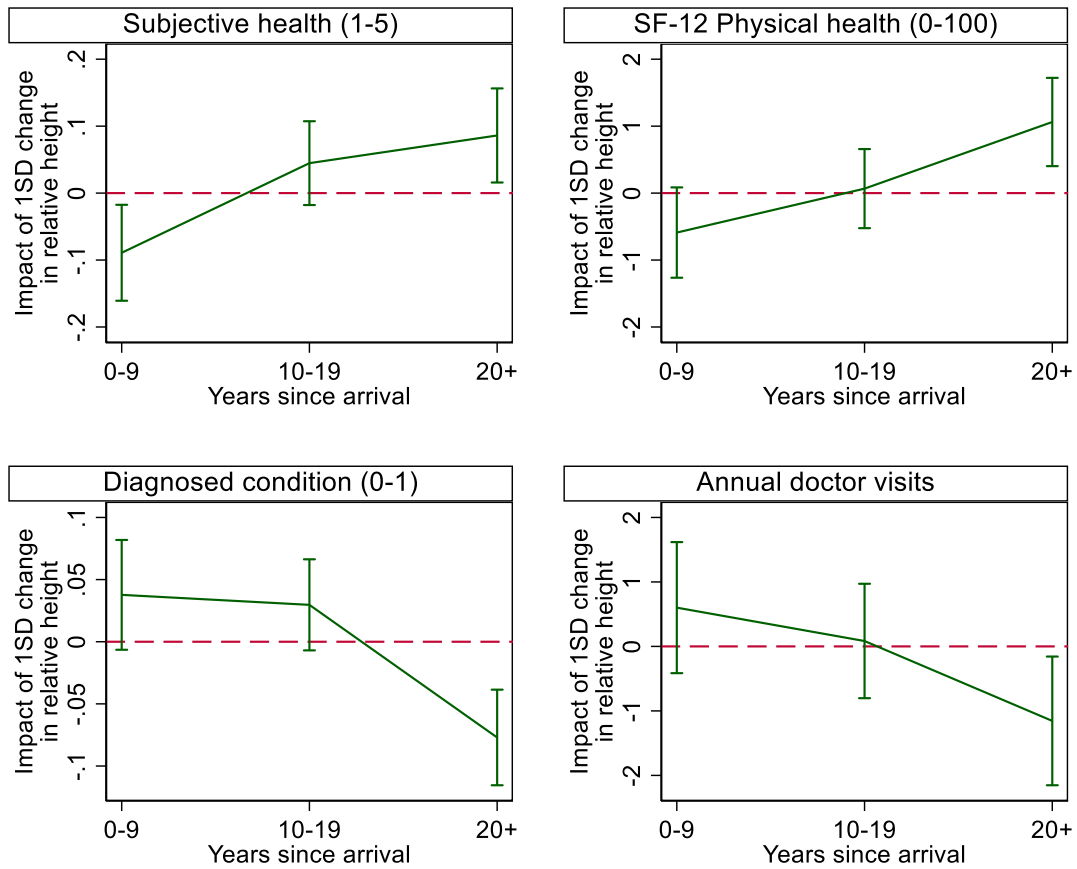 Subjective health (1-5)
Impact of 1SD change
in relative height
.2
.1
0
-.1
-.2
0-9
10-19
20+
Years since arrival
SF-12 Physical health (0-100)
Impact of 1SD change
in relative height
2
1
0
-1
-2
0-9
10-19
20+
Years since arrival
Diagnosed condition (0-1)
Impact of 1SD change
in relative height
.1
.05
0
-.05
-.1
0-9
10-19
20+
Years since arrival
Annual doctor visits
Impact of 1SD change
in relative height
2
1
0
-1
-2
0-9
10-19
20+
Years since arrival